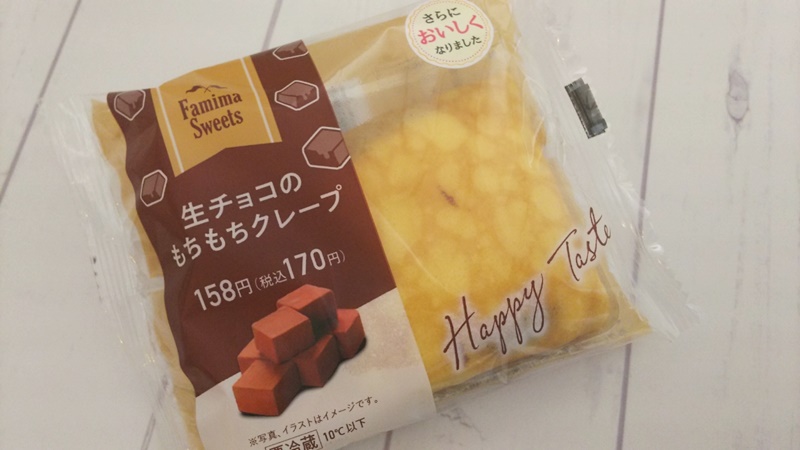 さらに
おいしく
なりました
Famima
Sweets
生チョコの
もちもちクレープ
158円(税込170円)
Happy Taste
※写真、イラストはイメージです。
要冷蔵 10℃以下